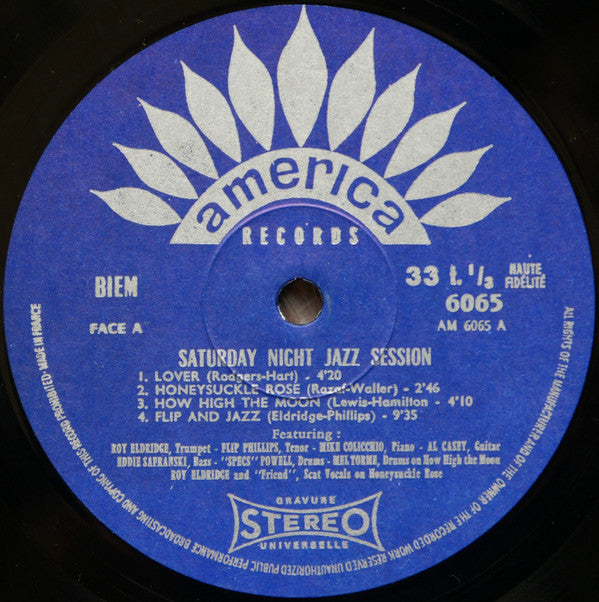 america
RECORDS
BIEM
33 t. 1/3
HAUTE
FIDÉLITÉ
6065
FACE A
AM 6065 A
SATURDAY NIGHT JAZZ SESSION
1. LOVER (Rodgers-Hart) - 4'20
2. HONEYSUCKLE ROSE (Razaf-Waller) - 2'46
3. HOW HIGH THE MOON (Lewis-Hamilton - 4'10
4. FLIP AND JAZZ (Eldridge-Phillips) - 9'35
Featuring :
ROY ELDRIDGE, Trumpet - FLIP PHILLIPS, Tenor - MIKE COLICCHIO, Piano - AL CASEY, Guitar
EDDIE SAFRANSKI, Bass - "SPECS" POWELL, Drums - MEL TORME, Drums on How High the Moon
ROY ELDRIDGE and "Friend", Scat Vocals on Honeysuckle Rose
GRAVURE
STEREO
UNIVERSELLE
ALL RIGHTS OF THE MANUFACTURER AND OF THE OWNER OF THE RECORDED WORK RESERVED UNAUTHORIZED PUBLIC PERFORMANCE BROADCASTING AND COPYING OF THIS RECORD PROHIBITED - MADE IN FRANCE